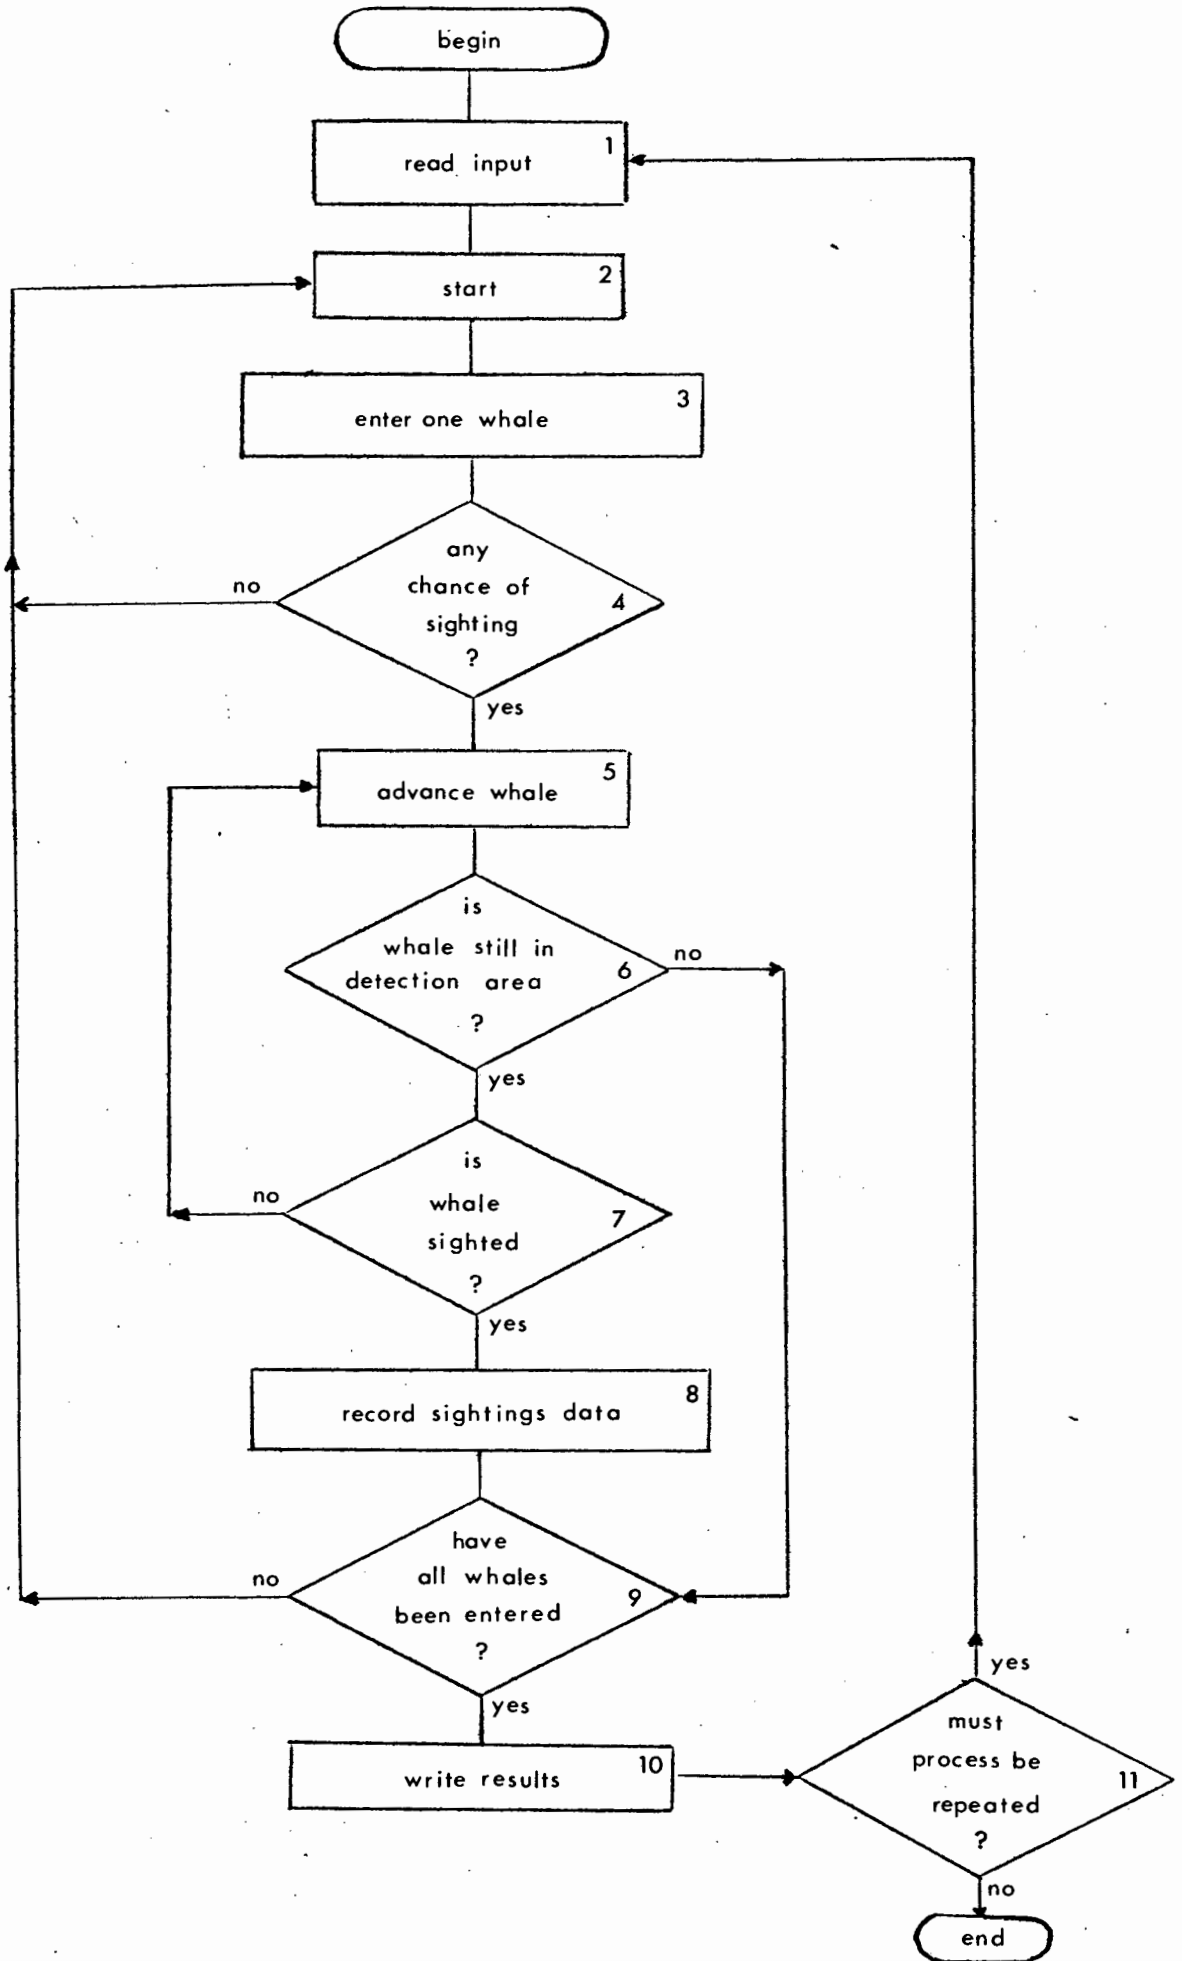 begin
1
read input
2
start
3
enter one whale
any
chance of
4
sighting
?
no
yes
5
advance whale
is
whale still in
6
detection area
?
no
yes
is
whale
7
sighted
?
no
yes
8
record sightings data
have
all whales
9
been entered
?
no
yes
10
write results
yes
must
process be
11
repeated
?
no
end